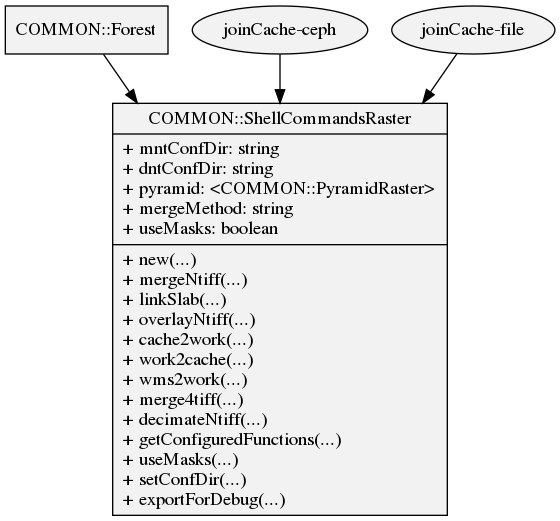 COMMON::Forest
joinCache-ceph
joinCache-file
COMMON::ShellCommandsRaster
+ mntConfDir: string
+ dntConfDir: string
+ pyramid: <COMMON::PyramidRaster>
+ mergeMethod: string
+ useMasks: boolean
+ new(...)
+ mergeNtiff(...)
+ linkSlab(...)
+ overlayNtiff(...)
+ cache2work(...)
+ work2cache(...)
+ wms2work(...)
+ merge4tiff(...)
+ decimateNtiff(...)
+ getConfiguredFunctions(...)
+ useMasks(...)
+ setConfDir(...)
+ exportForDebug(...)